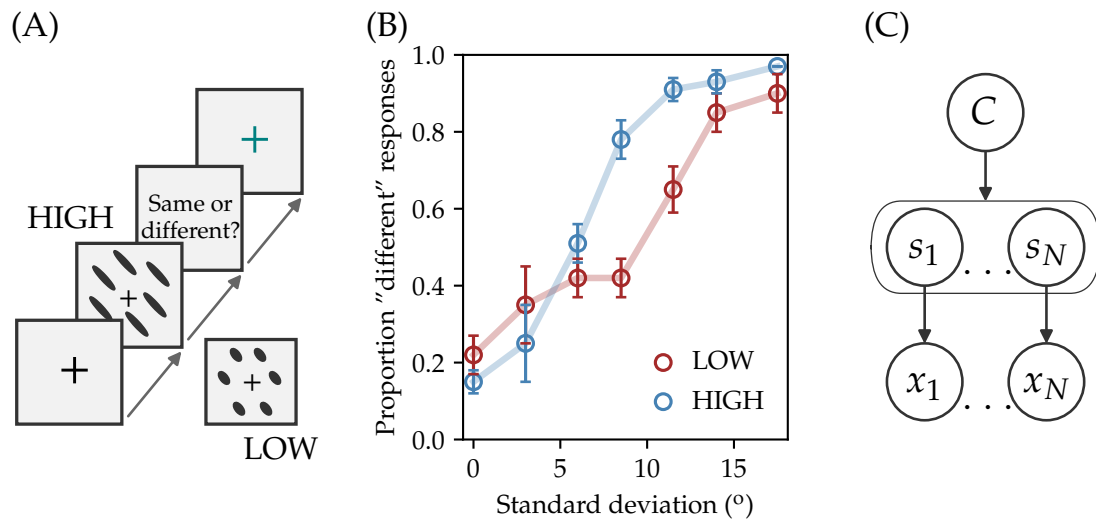 (A)
HIGH
Same or
different?
LOW
(B)
Proportion "different" responses
1.0
0.8
0.6
0.4
0.2
0.0
0
5
10
15
Standard deviation (º)
LOW
HIGH
(C)
C
s1 . . . sN
x1 . . . xN